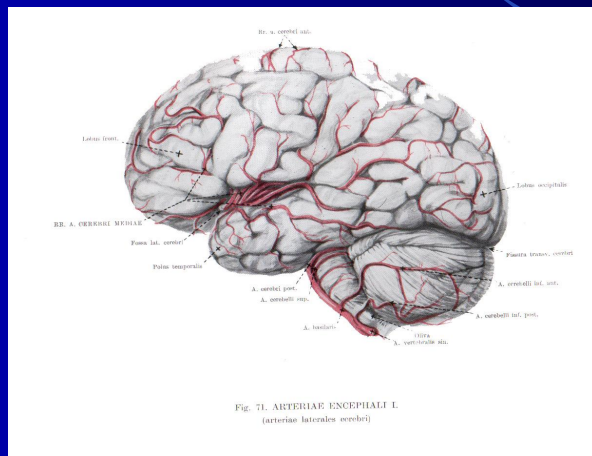 Rr. a. cerebri ant.
Lobus front.
Lobus occipitalis
RR. A. CEREBRI MEDIAE
Fossa lat. cerebri
Polus temporalis
Fissura transv. cerebri
A. cerebri post.
A. cerebelli sup.
A. cerebelli inf. ant.
A. basilaris
A. cerebelli inf. post.
Oliva
A. vertebralis sin.
Fig. 71. ARTERIAE ENCEPHALI I.
(arteriae laterales cerebri)